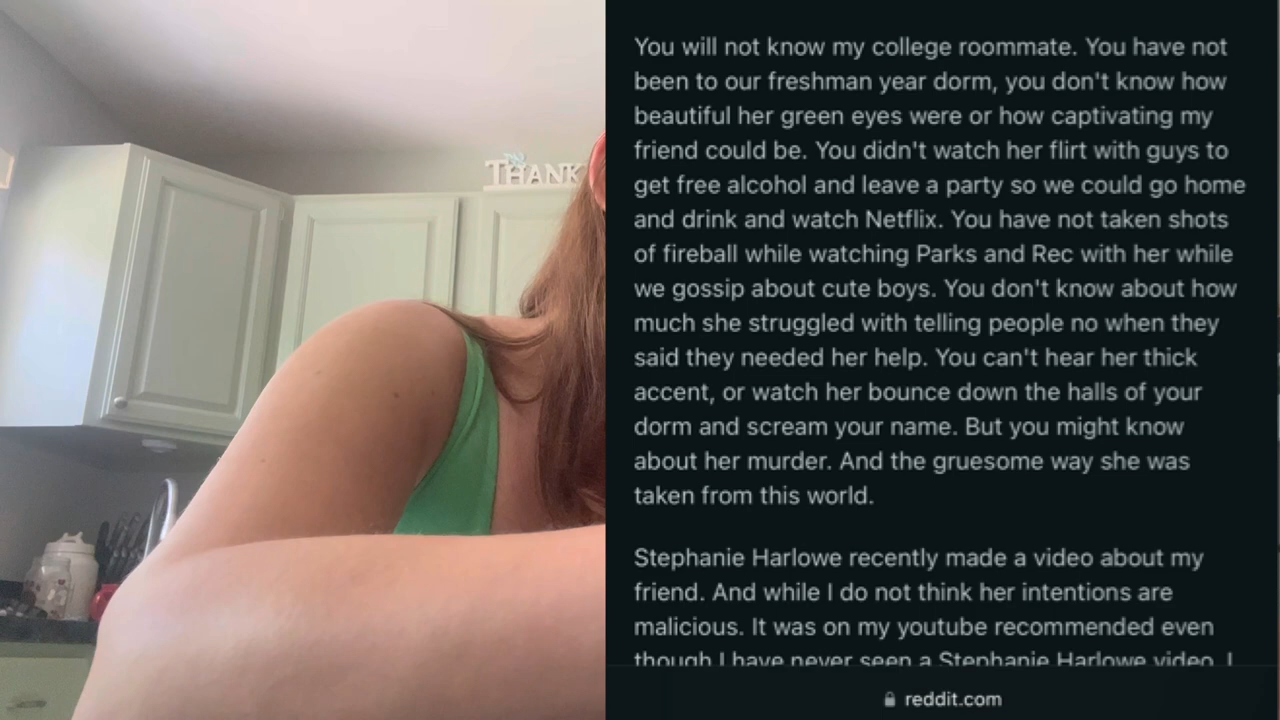 THANK
You will not know my college roommate. You have not
been to our freshman year dorm, you don't know how
beautiful her green eyes were or how captivating my
friend could be. You didn't watch her flirt with guys to
get free alcohol and leave a party so we could go home
and drink and watch Netflix. You have not taken shots
of fireball while watching Parks and Rec with her while
we gossip about cute boys. You don't know about how
much she struggled with telling people no when they
said they needed her help. You can't hear her thick
accent, or watch her bounce down the halls of your
dorm and scream your name. But you might know
about her murder. And the gruesome way she was
taken from this world.
Stephanie Harlowe recently made a video about my
friend. And while I do not think her intentions are
malicious. It was on my youtube recommended even
though I have never seen a Stephanie Harlowe video. I
reddit.com